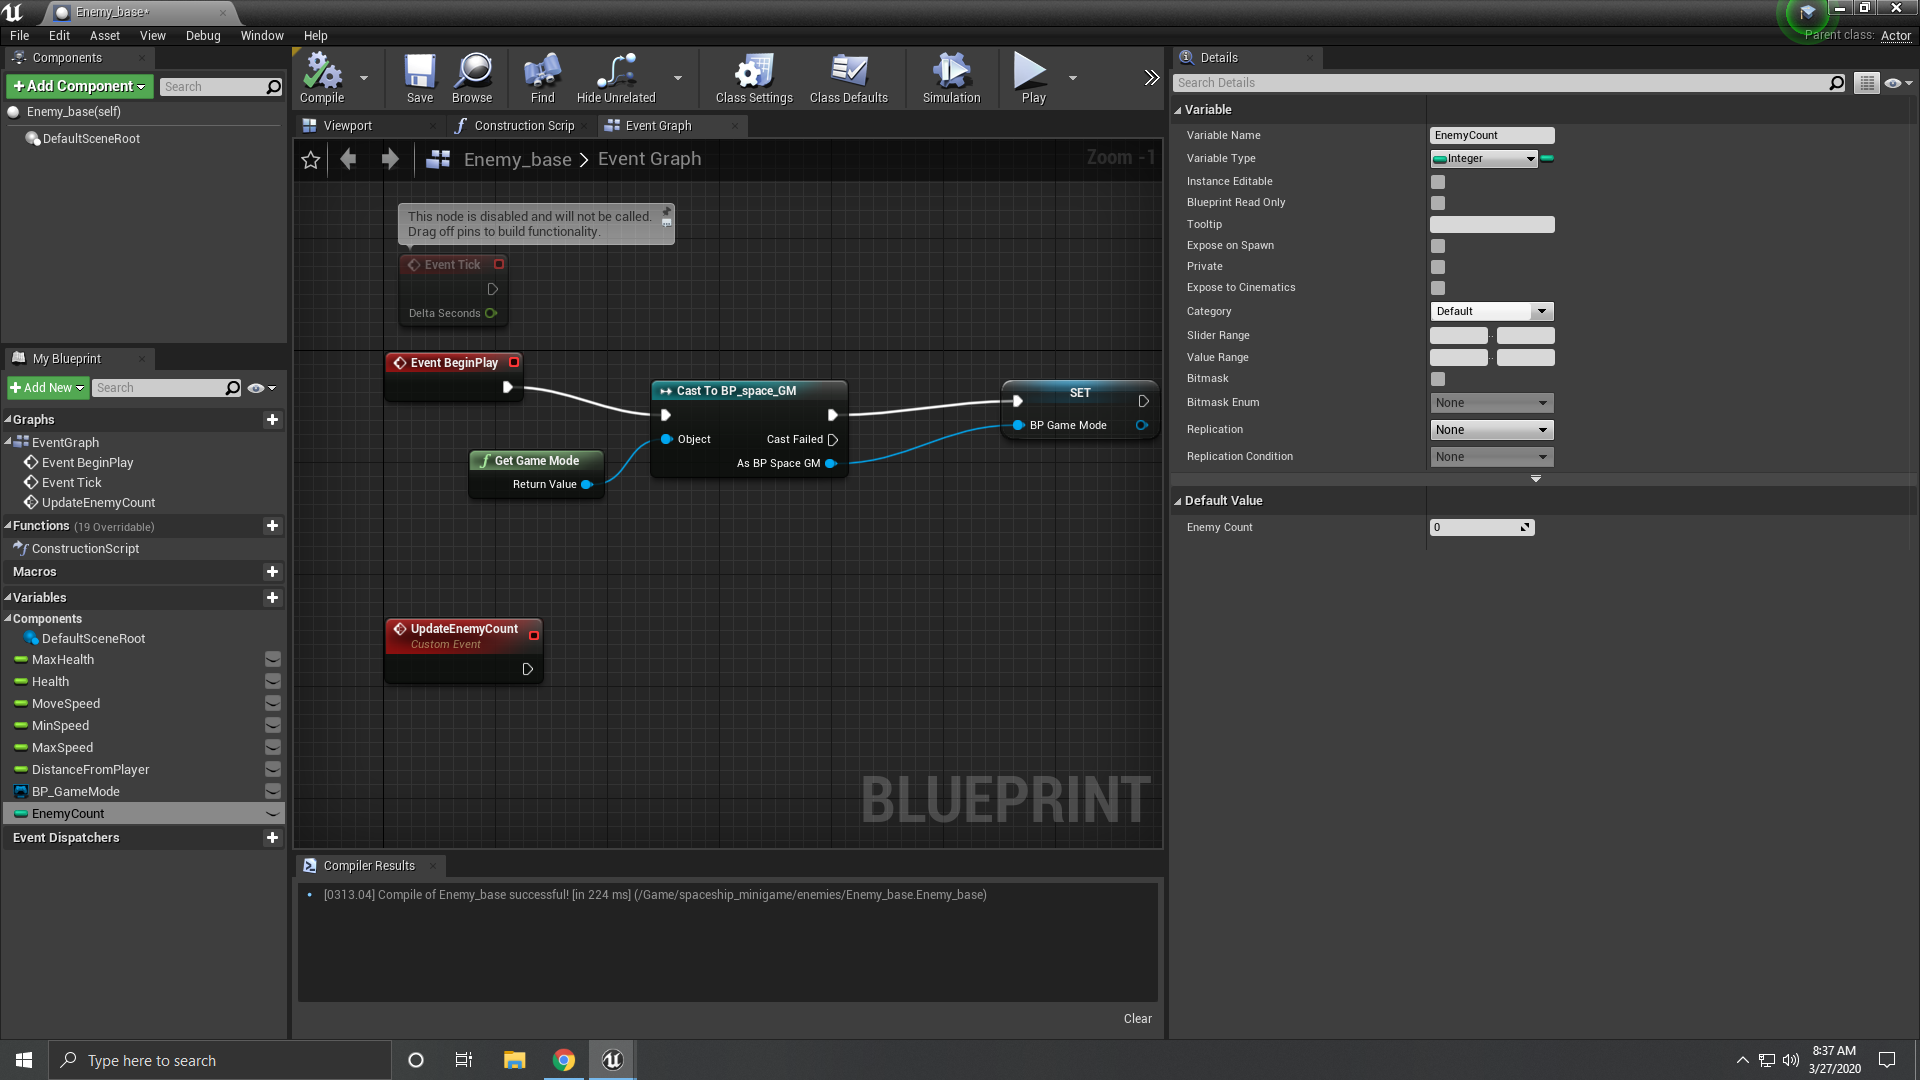 Enemy_base*
File Edit Asset View Debug Window Help
Parent class: Actor
Components
+ Add Component
Search
Enemy_base(self)
DefaultSceneRoot
My Blueprint
+ Add New
Search
Graphs
EventGraph
Event BeginPlay
Event Tick
UpdateEnemyCount
Functions (19 Overridable)
ConstructionScript
Macros
Variables
Components
DefaultSceneRoot
MaxHealth
Health
MoveSpeed
MinSpeed
MaxSpeed
DistanceFromPlayer
BP_GameMode
EnemyCount
Event Dispatchers
Compile Save Browse Find Hide Unrelated Class Settings Class Defaults Simulation Play
Viewport
Construction Scrip
Event Graph
Enemy_base > Event Graph
Zoom -1
This node is disabled and will not be called.
Drag off pins to build functionality.
Event Tick
Delta Seconds
Event BeginPlay
Cast To BP_space_GM
Object
Cast Failed
As BP Space GM
Get Game Mode
Return Value
SET
BP Game Mode
UpdateEnemyCount
Custom Event
BLUEPRINT
Compiler Results
• [0313.04] Compile of Enemy_base successful! [in 224 ms] (/Game/spaceship_minigame/enemies/Enemy_base.Enemy_base)
Clear
Details
Search Details
Variable
Variable Name EnemyCount
Variable Type Integer
Instance Editable
Blueprint Read Only
Tooltip
Expose on Spawn
Private
Expose to Cinematics
Category Default
Slider Range ..
Value Range ..
Bitmask
Bitmask Enum None
Replication None
Replication Condition None
Default Value
Enemy Count 0
Type here to search
8:37 AM
3/27/2020